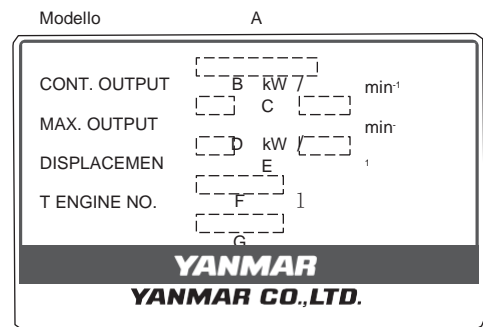 Modello A
CONT. OUTPUT B kW / C min-1
MAX. OUTPUT D kW / E min-1
DISPLACEMEN F l
T ENGINE NO. G
YANMAR
YANMAR CO.,LTD.